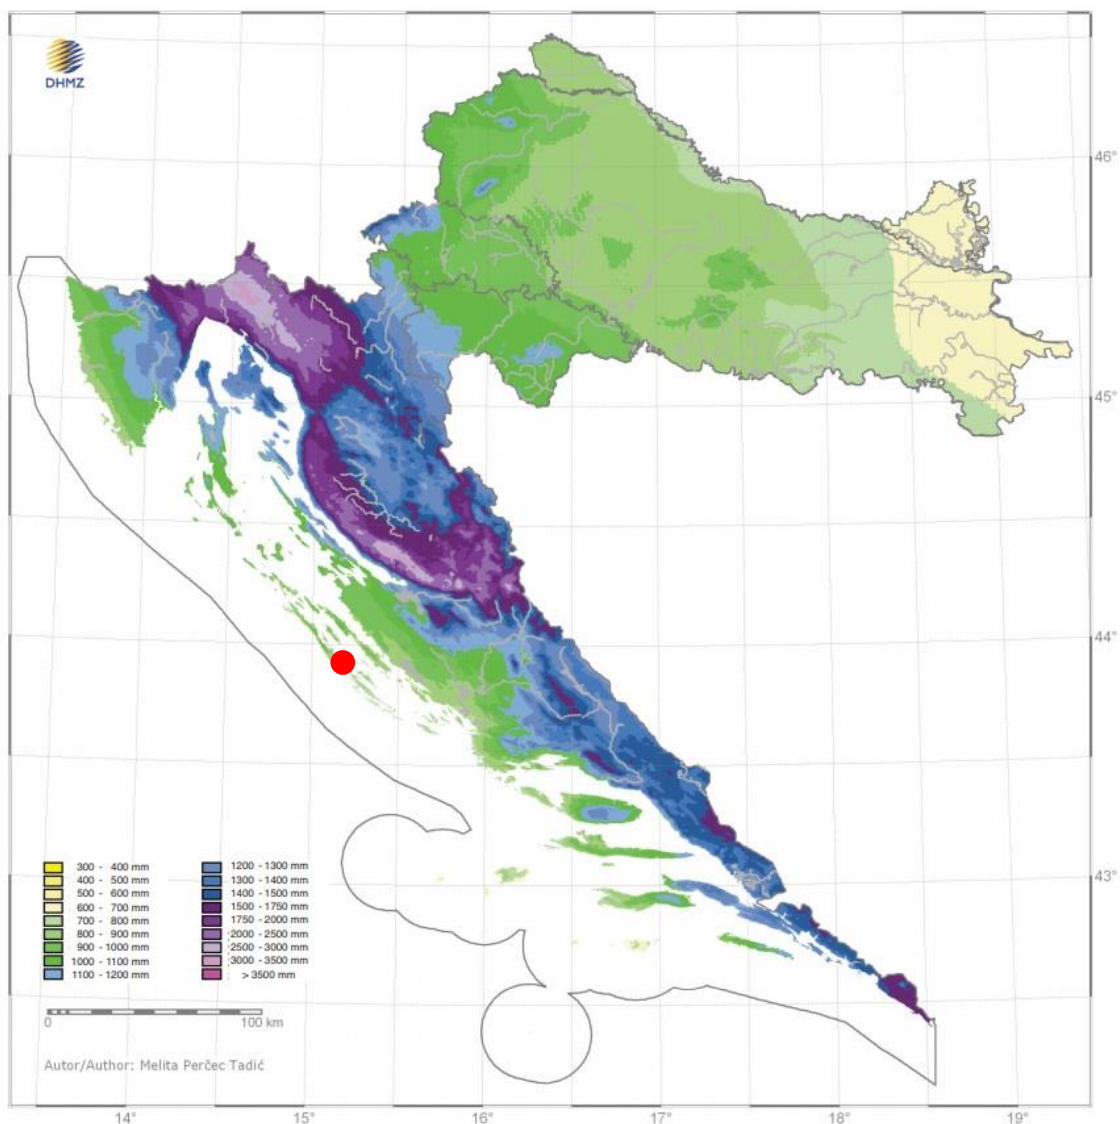 DHMZ
46°
45°
44°
43°
300 - 400 mm
400 - 500 mm
500 - 600 mm
600 - 700 mm
700 - 800 mm
800 - 900 mm
900 - 1000 mm
1000 - 1100 mm
1100 - 1200 mm
1200 - 1300 mm
1300 - 1400 mm
1400 - 1500 mm
1500 - 1750 mm
1750 - 2000 mm
2000 - 2500 mm
2500 - 3000 mm
3000 - 3500 mm
> 3500 mm
0 100 km
Autor/Author: Melita Perčec Tadić
14° 15° 16° 17° 18° 19°